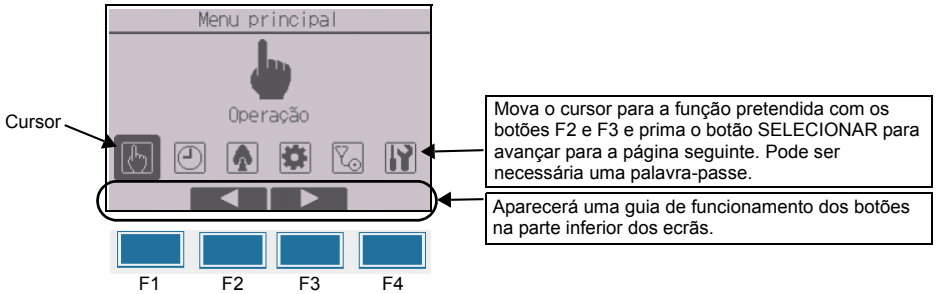 Menu principal
Operação
Cursor
Mova o cursor para a função pretendida com os
botões F2 e F3 e prima o botão SELECIONAR para
avançar para a página seguinte. Pode ser
necessária uma palavra-passe.
Aparecerá uma guia de funcionamento dos botões
na parte inferior dos ecrãs.
F1 F2 F3 F4